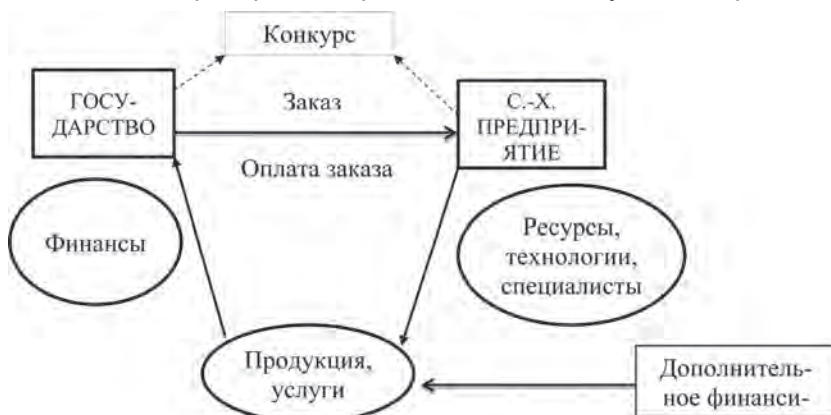 Конкурс
ГОСУ-
ДАРСТВО
Заказ
С.-Х.
ПРЕДПРИ-
ЯТИЕ
Оплата заказа
Финансы
Ресурсы,
технологии,
специалисты
Продукция,
услуги
Дополнитель-
ное финанси-